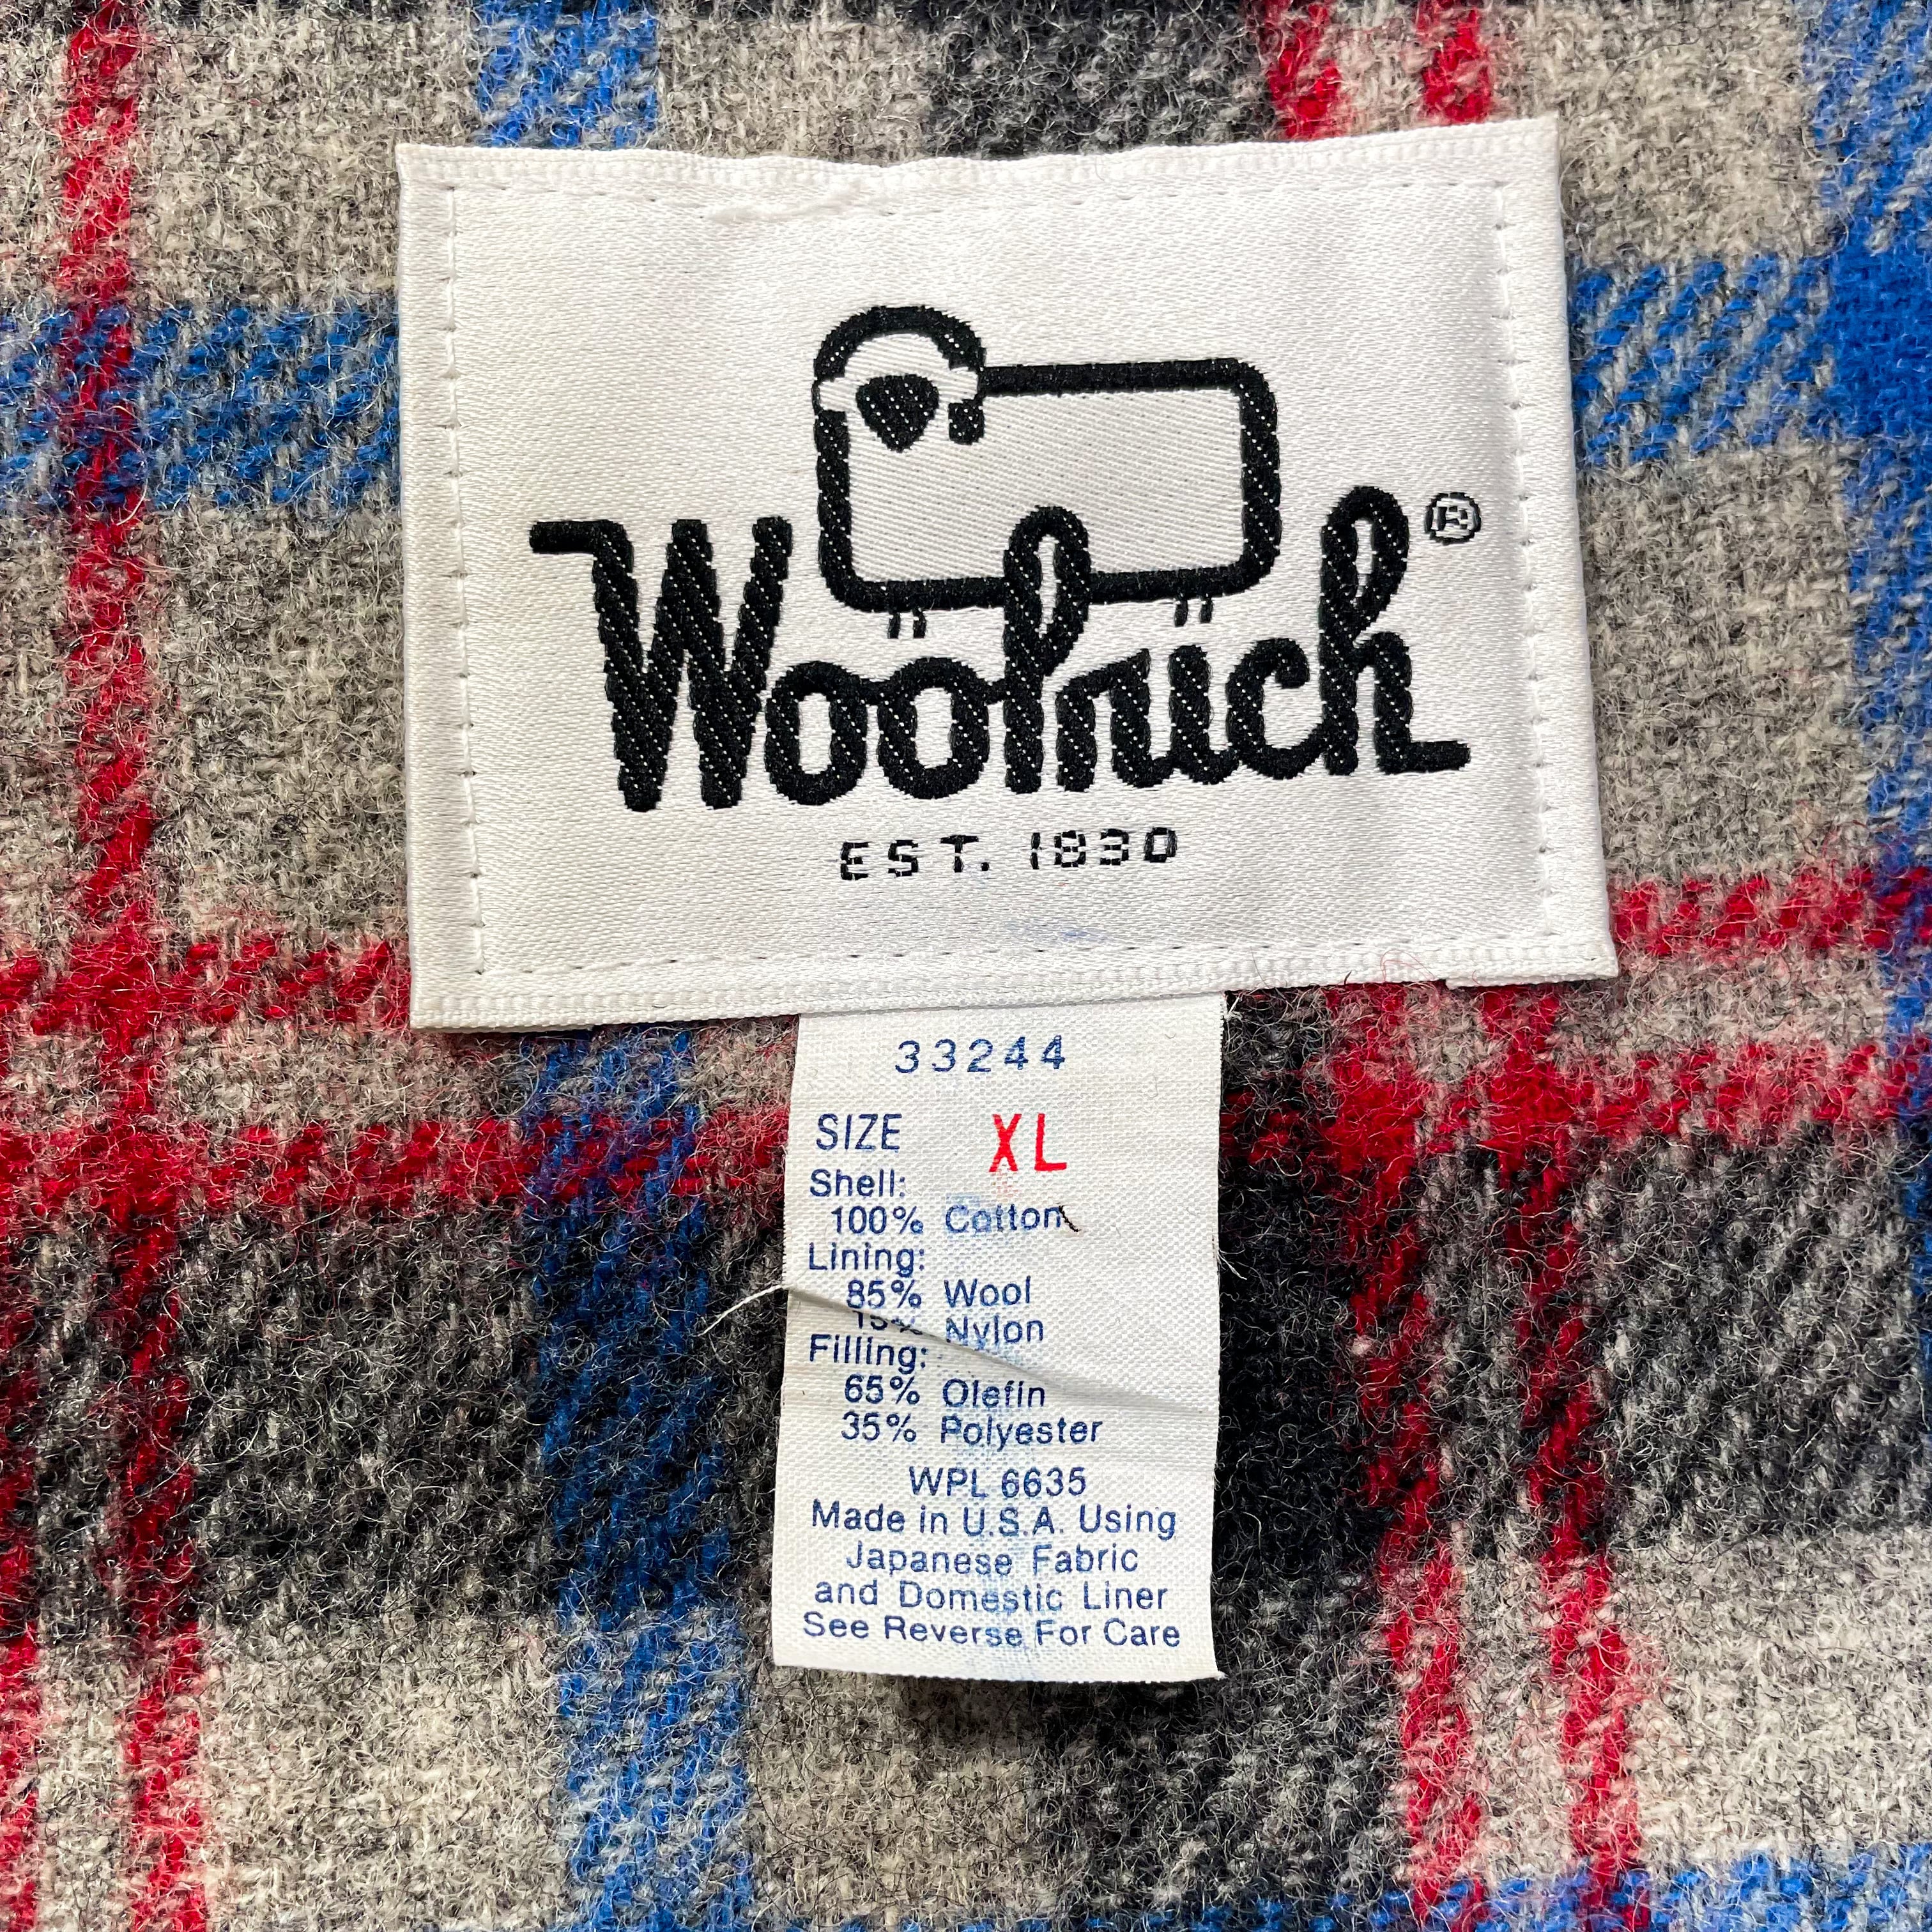 Woolrich®
EST. 1830
33244
SIZE XL
Shell:
100% Cotton
Lining:
85% Wool
15% Nylon
Filling:
65% Olefin
35% Polyester
WPL 6635
Made in U.S.A. Using
Japanese Fabric
and Domestic Liner
See Reverse For Care